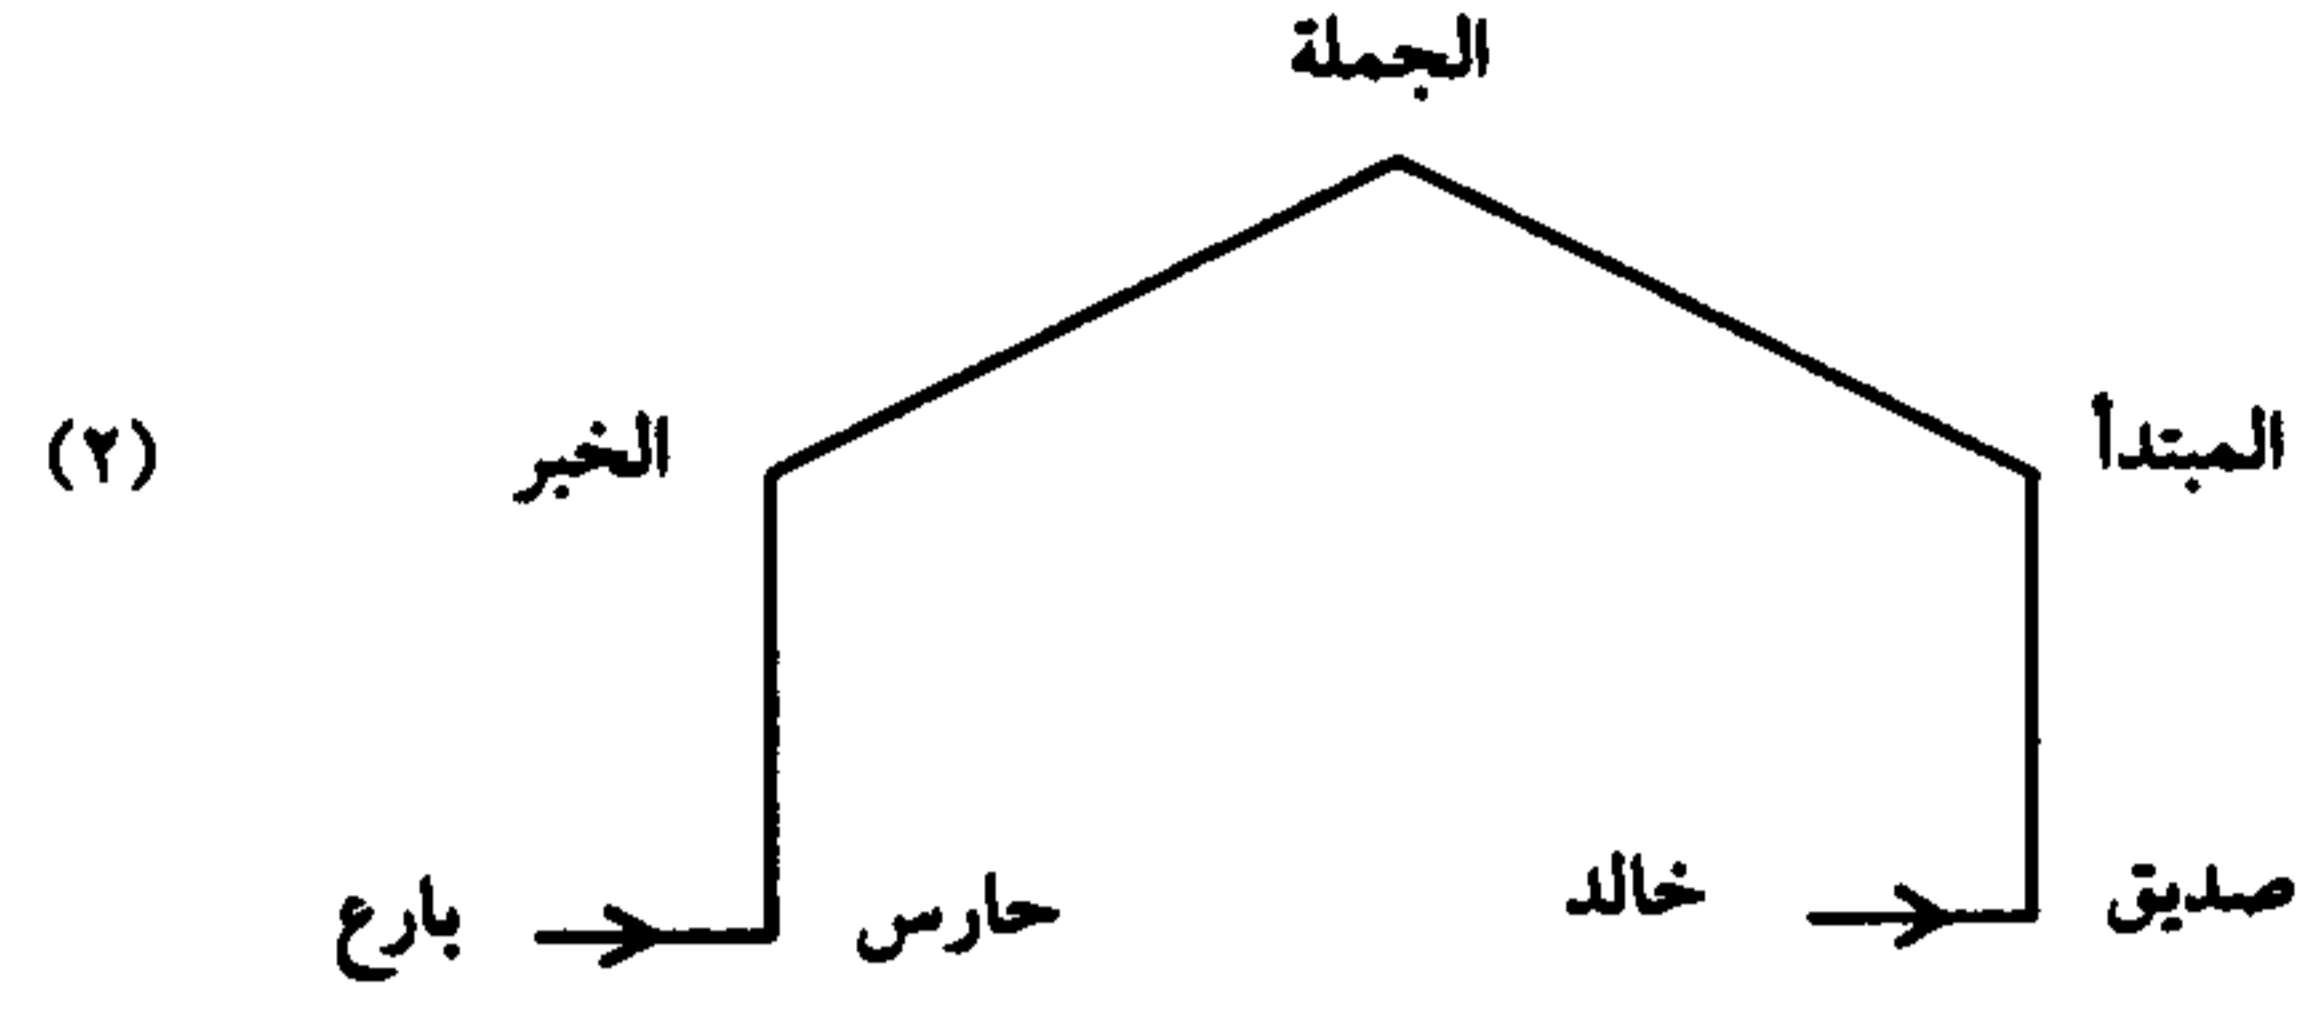 الجملة
المبتدأ
الخبر
(٢)
صديق
خالد
حارس
بارع